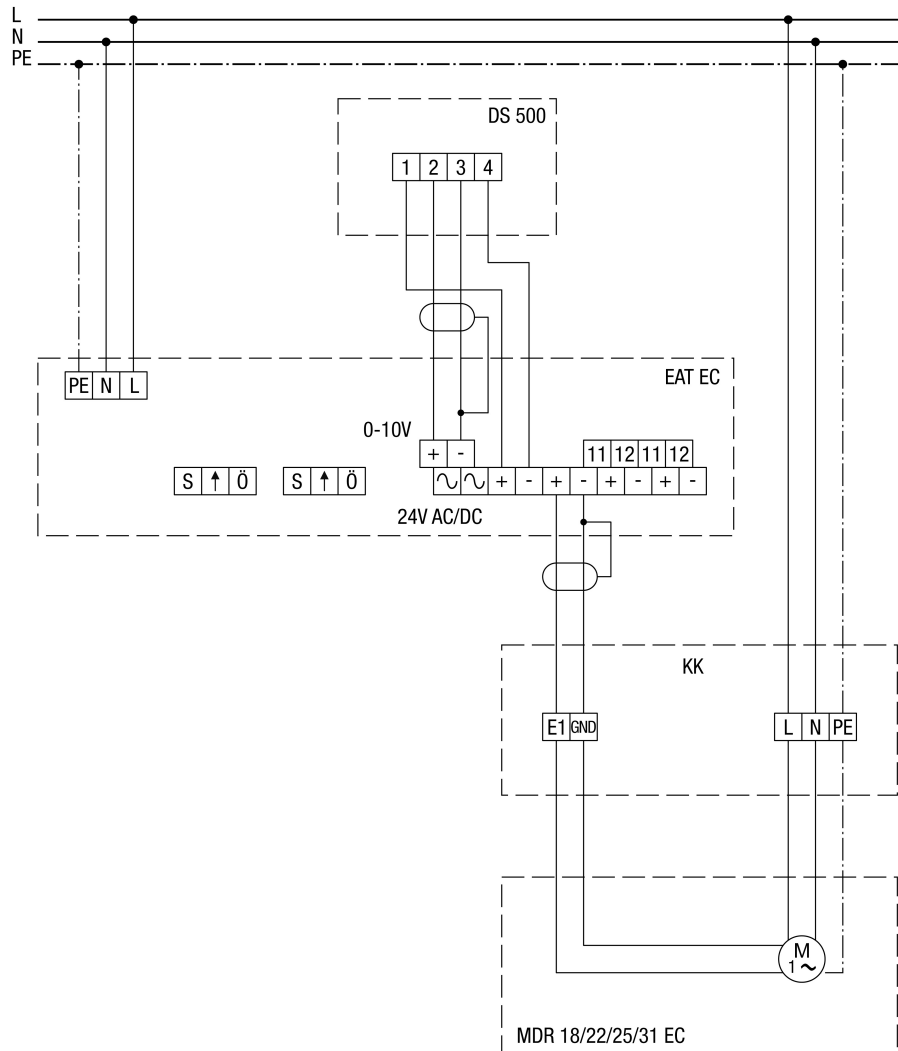 L
N
PE
DS 500
1 2 3 4
EAT EC
PE N L
0-10V
+ -
11 12 11 12
S ↑ Ö S ↑ Ö
∿ ∿ + - + - + - + -
24V AC/DC
KK
E1 GND
L N PE
M
1 ~
MDR 18/22/25/31 EC